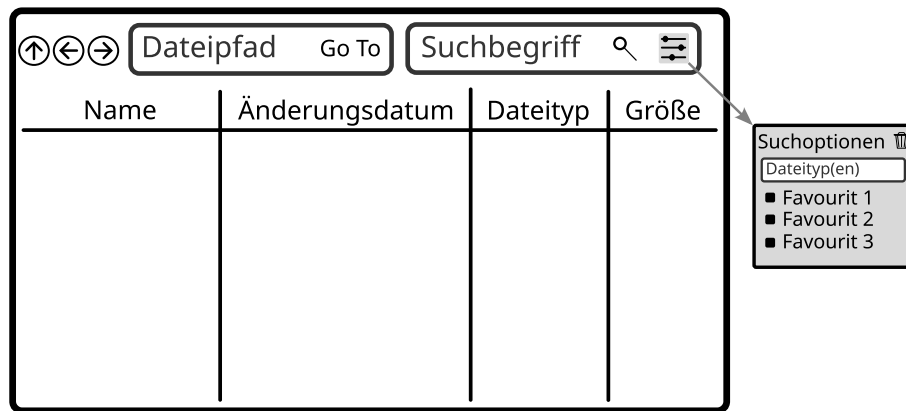 Dateipfad Go To Suchbegriff
Name Änderungsdatum Dateityp Größe
Suchoptionen
Dateityp(en)
Favourit 1
Favourit 2
Favourit 3